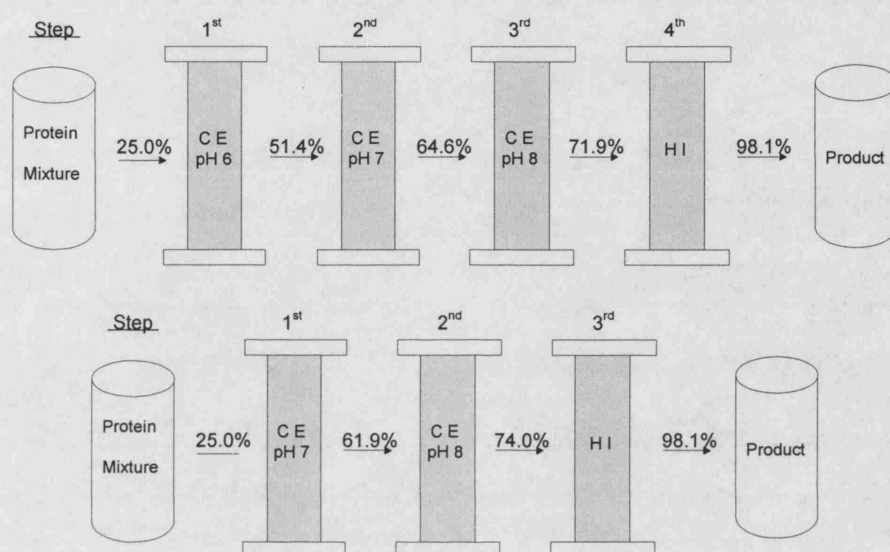 Step
1st 2nd 3rd 4th
Protein
Mixture
25.0%
C E
pH 6
51.4%
C E
pH 7
64.6%
C E
pH 8
71.9%
H I
98.1%
Product
Step
1st 2nd 3rd
Protein
Mixture
25.0%
C E
pH 7
61.9%
C E
pH 8
74.0%
H I
98.1%
Product